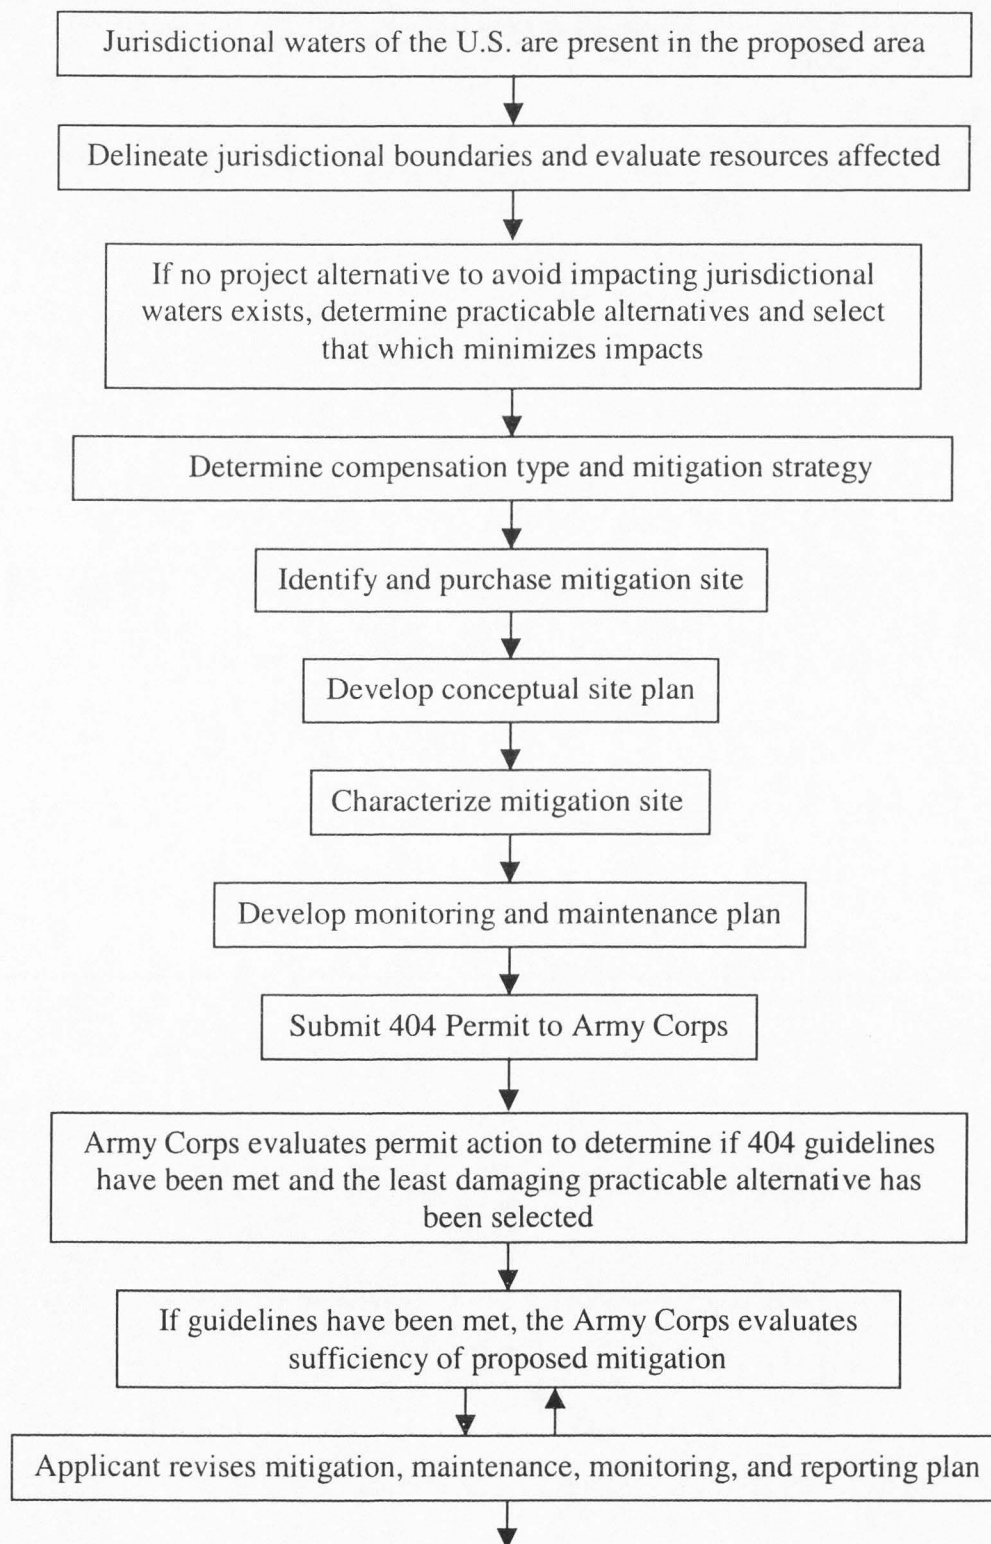 Jurisdictional waters of the U.S. are present in the proposed area
Delineate jurisdictional boundaries and evaluate resources affected
If no project alternative to avoid impacting jurisdictional
waters exists, determine practicable alternatives and select
that which minimizes impacts
Determine compensation type and mitigation strategy
Identify and purchase mitigation site
Develop conceptual site plan
Characterize mitigation site
Develop monitoring and maintenance plan
Submit 404 Permit to Army Corps
Army Corps evaluates permit action to determine if 404 guidelines
have been met and the least damaging practicable alternative has
been selected
If guidelines have been met, the Army Corps evaluates
sufficiency of proposed mitigation
Applicant revises mitigation, maintenance, monitoring, and reporting plan